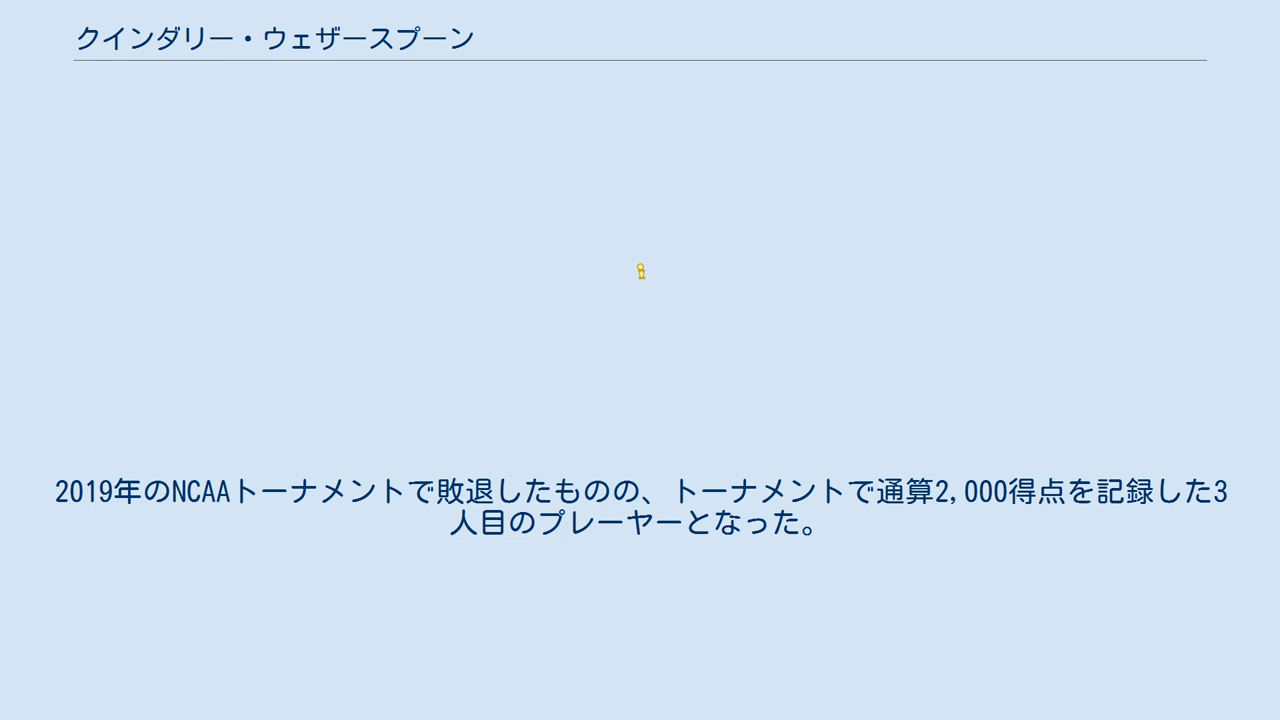 クインダリー・ウェザースプーン
2019年のNCAAトーナメントで敗退したものの、トーナメントで通算2,000得点を記録した3
人目のプレーヤーとなった。